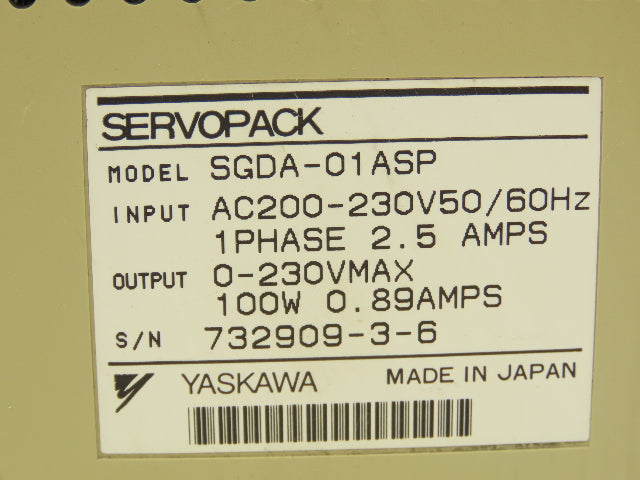 SERVOPACK
MODEL SGDA-01ASP
INPUT AC200-230V50/60Hz
1PHASE 2.5 AMPS
OUTPUT 0-230VMAX
100W 0.89AMPS
S/N 732909-3-6
YASKAWA MADE IN JAPAN